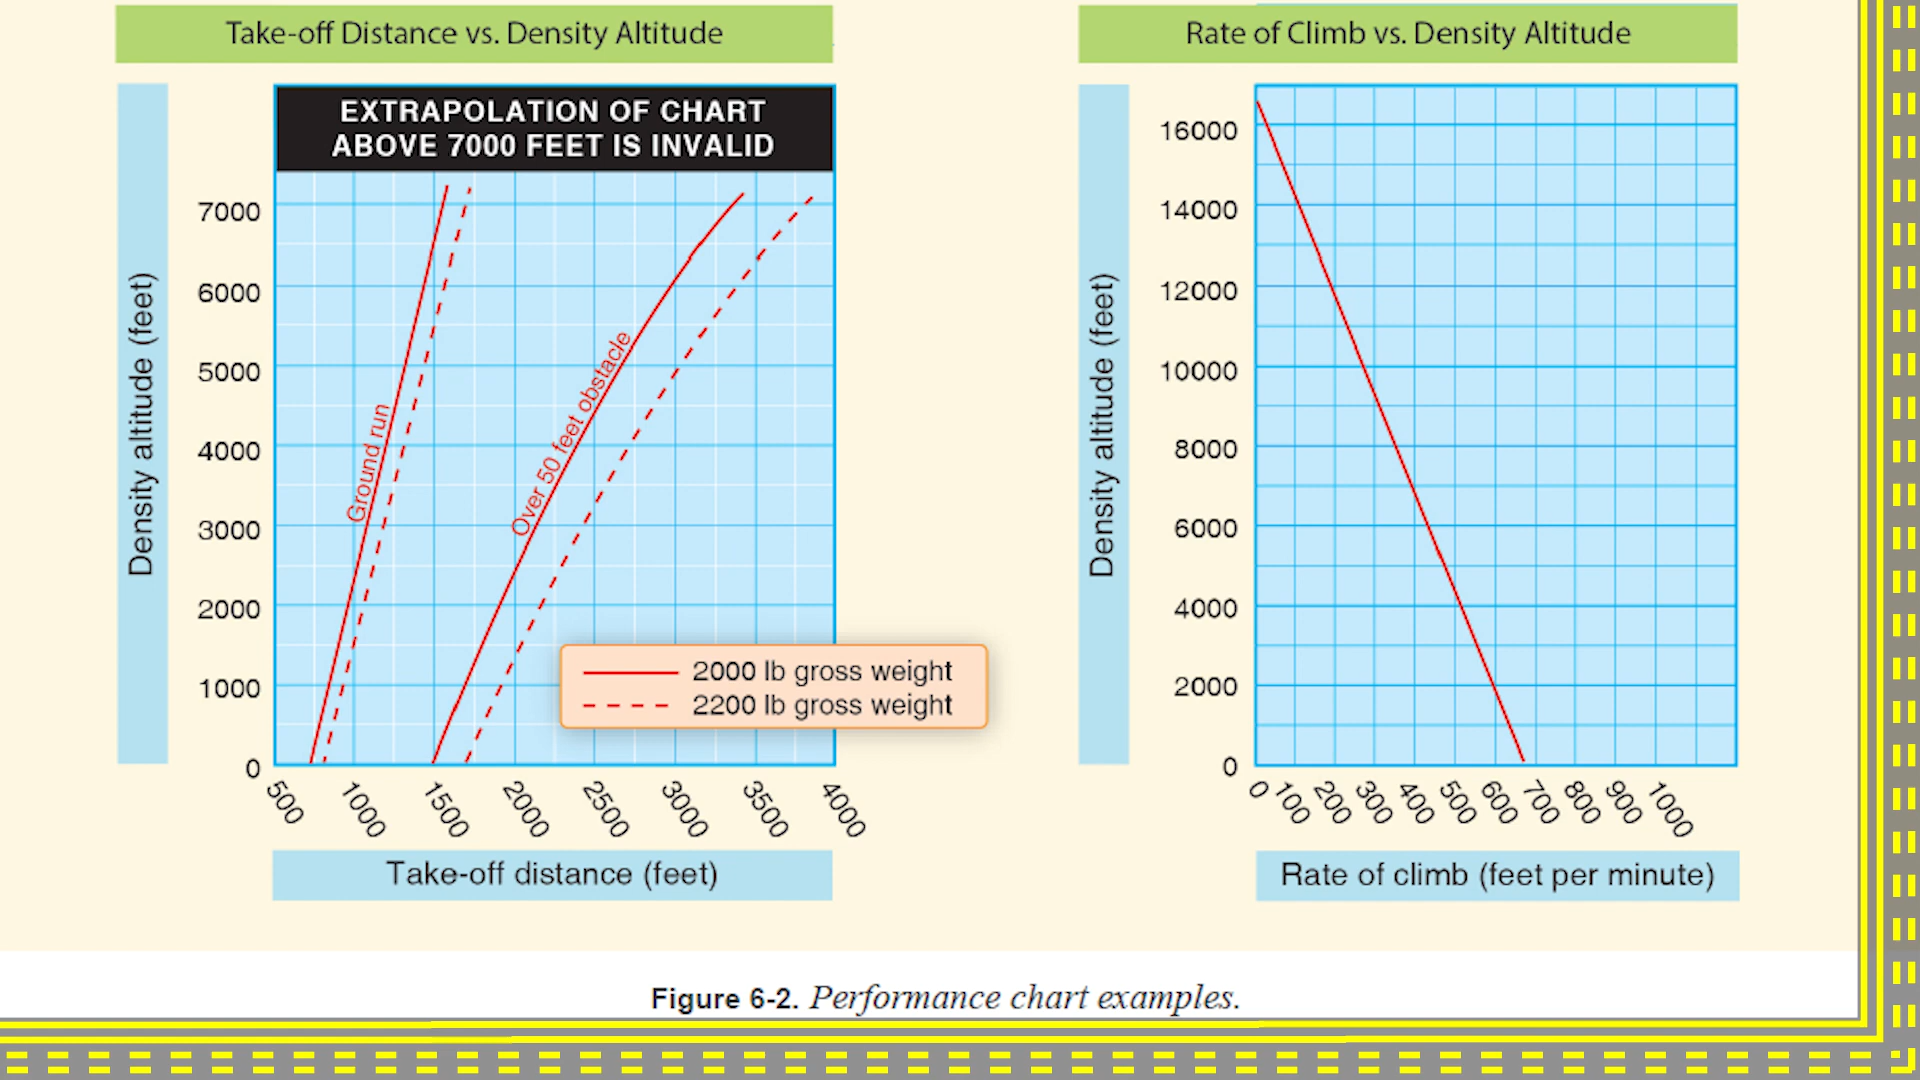 Take-off Distance vs. Density Altitude
EXTRAPOLATION OF CHART
ABOVE 7000 FEET IS INVALID
Density altitude (feet)
7000
6000
5000
4000
3000
2000
1000
0
Ground run
Over 50 feet obstacle
2000 lb gross weight
2200 lb gross weight
500 1000 1500 2000 2500 3000 3500 4000
Take-off distance (feet)
Rate of Climb vs. Density Altitude
Density altitude (feet)
16000
14000
12000
10000
8000
6000
4000
2000
0
0 100 200 300 400 500 600 700 800 900 1000
Rate of climb (feet per minute)
Figure 6-2. Performance chart examples.